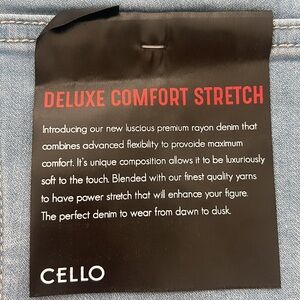 DELUXE COMFORT STRETCH
Introducing our new luscious premium rayon denim that
combines advanced flexibility to provoide maximum
comfort. It's unique composition allows it to be luxuriously
soft to the touch. Blended with our finest quality yarns
to have power stretch that will enhance your figure.
The perfect denim to wear from dawn to dusk.
CELLO